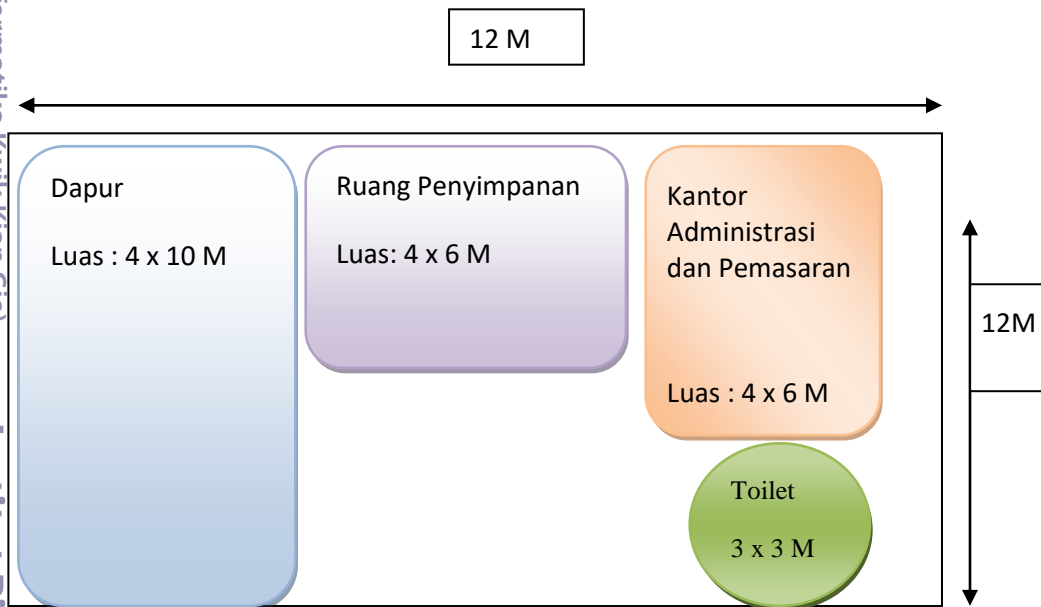 12 M
Dapur
Luas : 4 x 10 M
Ruang Penyimpanan
Luas: 4 x 6 M
Kantor
Administrasi
dan Pemasaran
Luas : 4 x 6 M
12M
Toilet
3 x 3 M